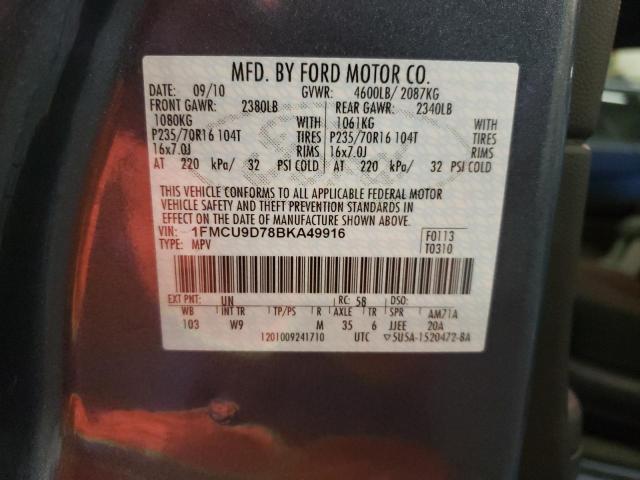 MFD. BY FORD MOTOR CO.
DATE: 09/10 GVWR: 4600LB/ 2087KG
FRONT GAWR: 2380LB REAR GAWR: 2340LB
1080KG WITH 1061KG WITH
P235/70R16 104T TIRES P235/70R16 104T TIRES
16x7.0J RIMS 16x7.0J RIMS
AT 220 kPa/ 32 PSI COLD AT 220 kPa/ 32 PSI COLD
THIS VEHICLE CONFORMS TO ALL APPLICABLE FEDERAL MOTOR
VEHICLE SAFETY AND THEFT PREVENTION STANDARDS IN
EFFECT ON THE DATE OF MANUFACTURE SHOWN ABOVE.
VIN: 1FMCU9D78BKA49916 F0113
TYPE: MPV T0310
EXT PNT: UN RC: 58 DSO:
WB INT TR TP/PS R AXLE TR SPR AM71A
103 W9 M 35 6 JJEE 20A
1201009241710 UTC ▽5U5A-1520472-BA